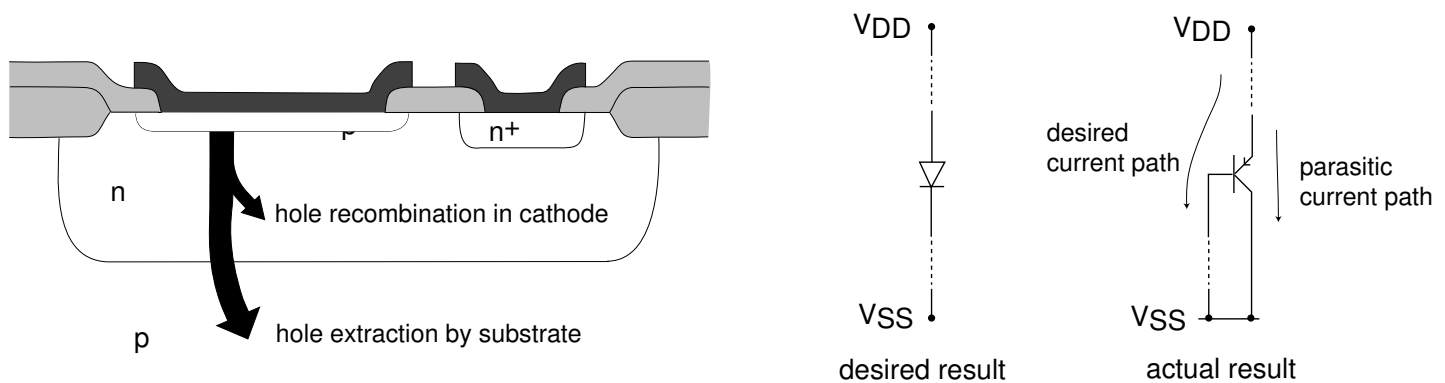 n+
n
hole recombination in cathode
p
hole extraction by substrate
VDD
VSS
desired result
VDD
desired
current path
parasitic
current path
VSS
actual result